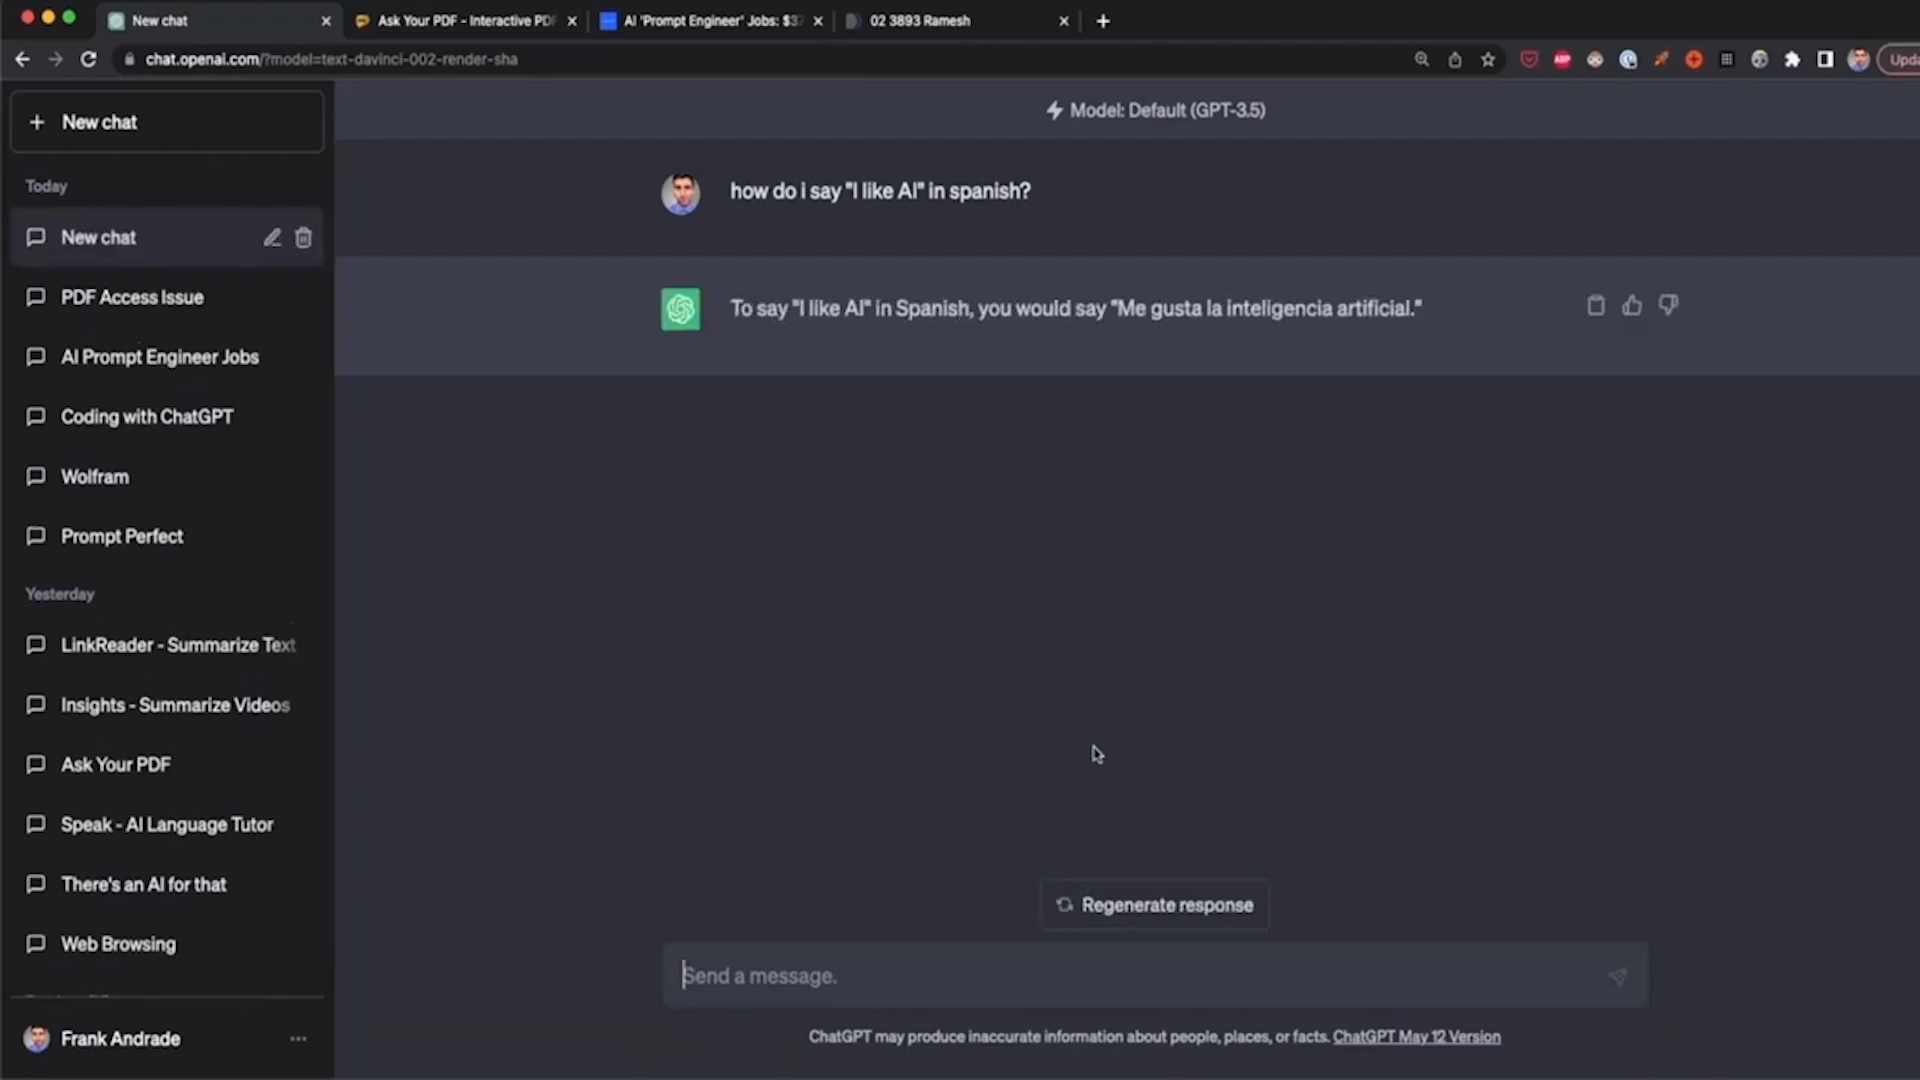 New chat
Ask Your PDF - Interactive PDF
AI 'Prompt Engineer' Jobs: $37
02 3893 Ramesh
chat.openai.com/?model=text-davinci-002-render-sha
ABP
Upda
New chat
Model: Default (GPT-3.5)
Today
how do i say "I like AI" in spanish?
New chat
PDF Access Issue
To say "I like AI" in Spanish, you would say "Me gusta la inteligencia artificial."
AI Prompt Engineer Jobs
Coding with ChatGPT
Wolfram
Prompt Perfect
Yesterday
LinkReader - Summarize Text
Insights - Summarize Videos
Ask Your PDF
Speak - AI Language Tutor
There's an AI for that
Web Browsing
Regenerate response
Send a message.
Frank Andrade
ChatGPT may produce inaccurate information about people, places, or facts. ChatGPT May 12 Version